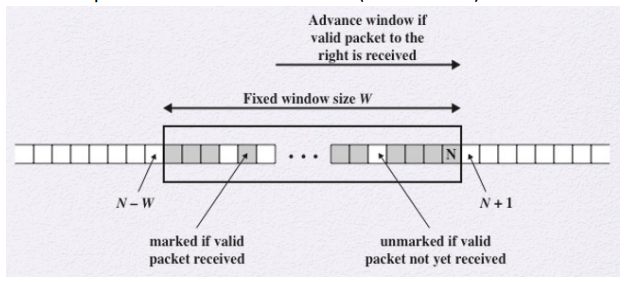 Advance window if
valid packet to the
right is received
Fixed window size W
N
N – W
N + 1
marked if valid
packet received
unmarked if valid
packet not yet received